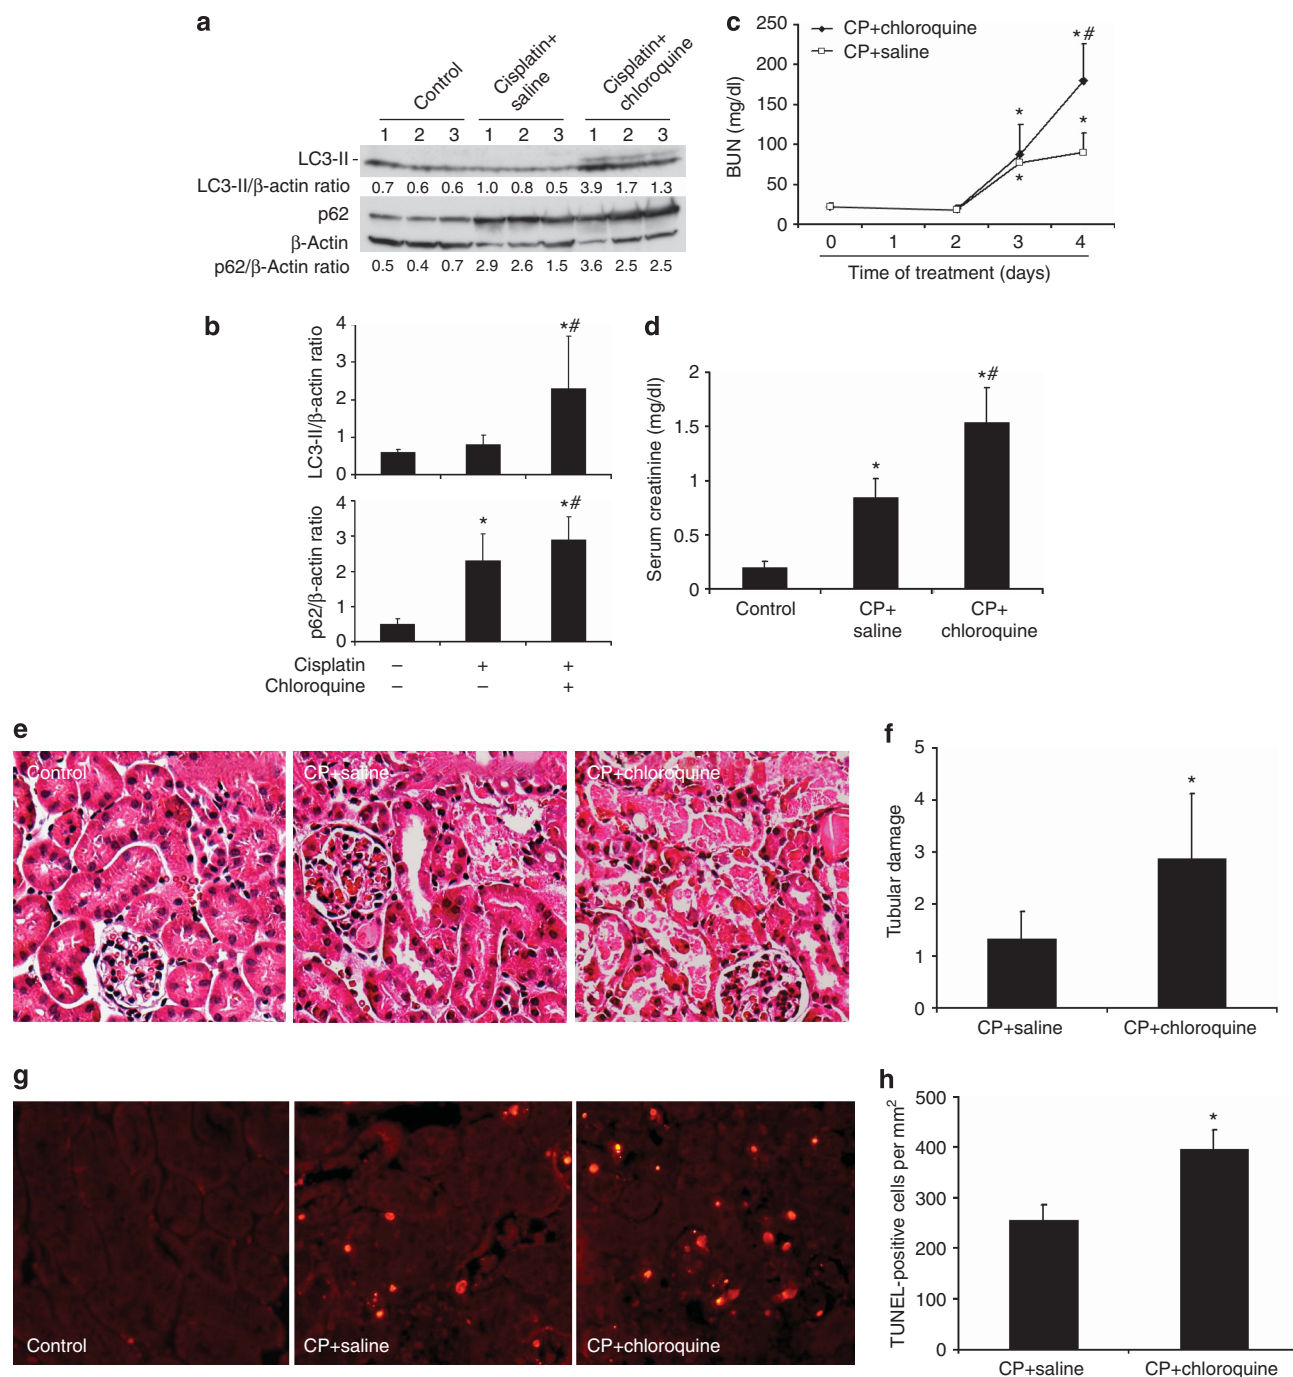 a
Control
Cisplatin+
saline
Cisplatin+
chloroquine
1 2 3 1 2 3 1 2 3
LC3-II -
LC3-II/β-actin ratio 0.7 0.6 0.6 1.0 0.8 0.5 3.9 1.7 1.3
p62
β-Actin
p62/β-Actin ratio 0.5 0.4 0.7 2.9 2.6 1.5 3.6 2.5 2.5
b
LC3-II/β-actin ratio
4
3
2
1
0
*#
p62/β-actin ratio
4
3
2
1
0
*
*#
Cisplatin – + +
Chloroquine – – +
c
BUN (mg/dl)
250
200
150
100
50
0
CP+chloroquine
CP+saline
*#
*
*
*
0 1 2 3 4
Time of treatment (days)
d
Serum creatinine (mg/dl)
2
1.5
1
0.5
0
*
*#
Control
CP+
saline
CP+
chloroquine
e
Control
CP+saline
CP+chloroquine
f
Tubular damage
5
4
3
2
1
0
*
CP+saline CP+chloroquine
g
Control
CP+saline
CP+chloroquine
h
TUNEL-positive cells per mm²
500
400
300
200
100
0
*
CP+saline CP+chloroquine